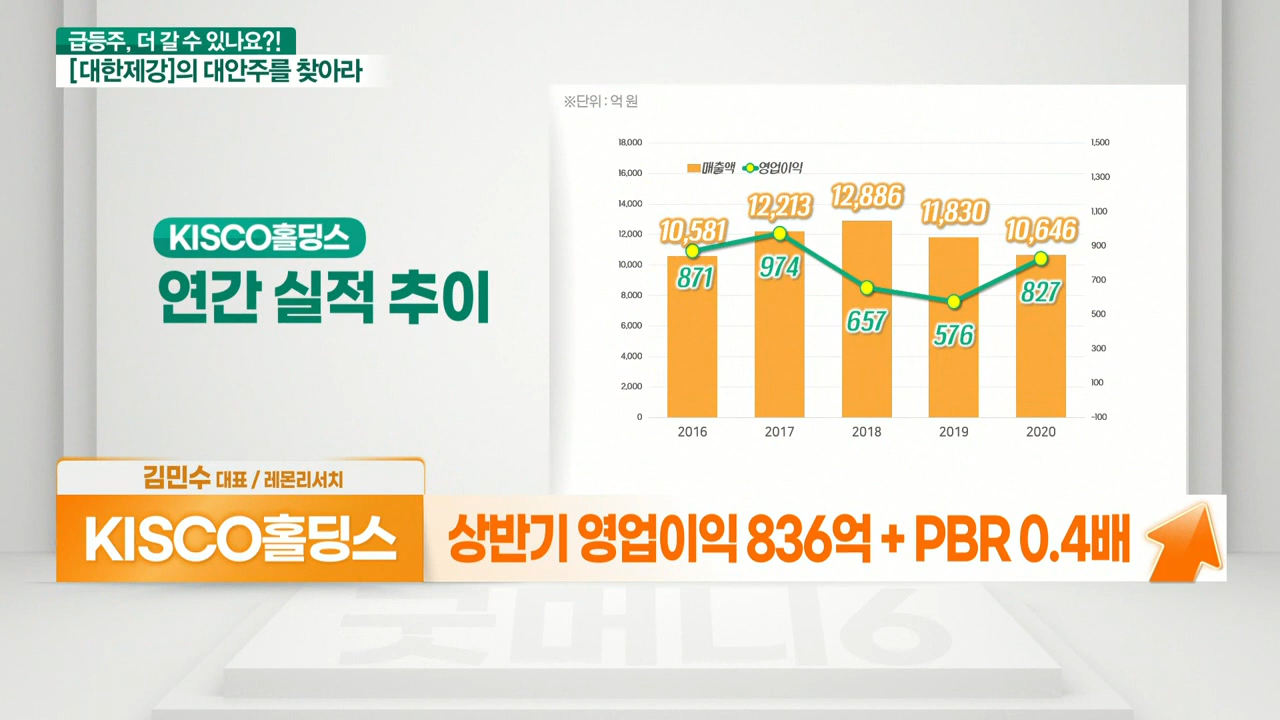 급등주, 더 갈 수 있나요?!
[대한제강]의 대안주를 찾아라
※단위 : 억 원
KISCO홀딩스
연간 실적 추이
매출액 영업이익
18,000
16,000
14,000
12,000
10,000
8,000
6,000
4,000
2,000
0
1,500
1,300
1,100
900
700
500
300
100
-100
10,581
12,213
12,886
11,830
10,646
871
974
657
576
827
2016 2017 2018 2019 2020
김민수 대표 / 레몬리서치
KISCO홀딩스
상반기 영업이익 836억 + PBR 0.4배
굿머니6